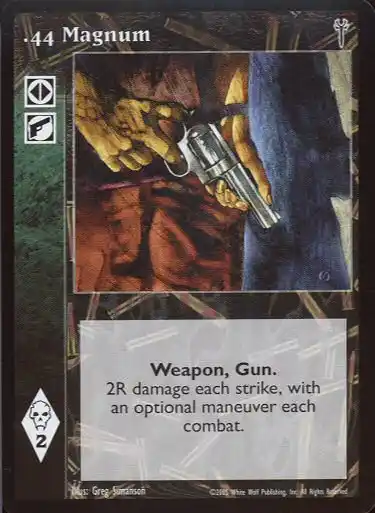 .44 Magnum
Weapon, Gun.
2R damage each strike, with
an optional maneuver each
combat.
2
Illus: Greg Simanson
©2005 White Wolf Publishing, Inc. All Rights Reserved